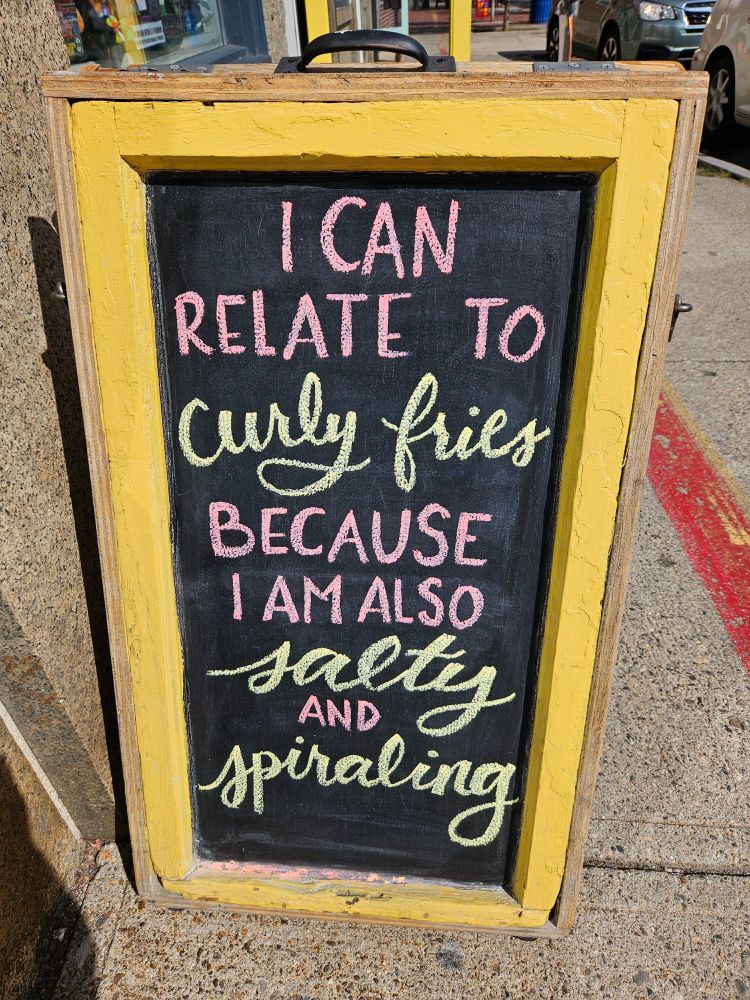 I CAN
RELATE TO
curly fries
BECAUSE
I AM ALSO
salty
AND
spiraling